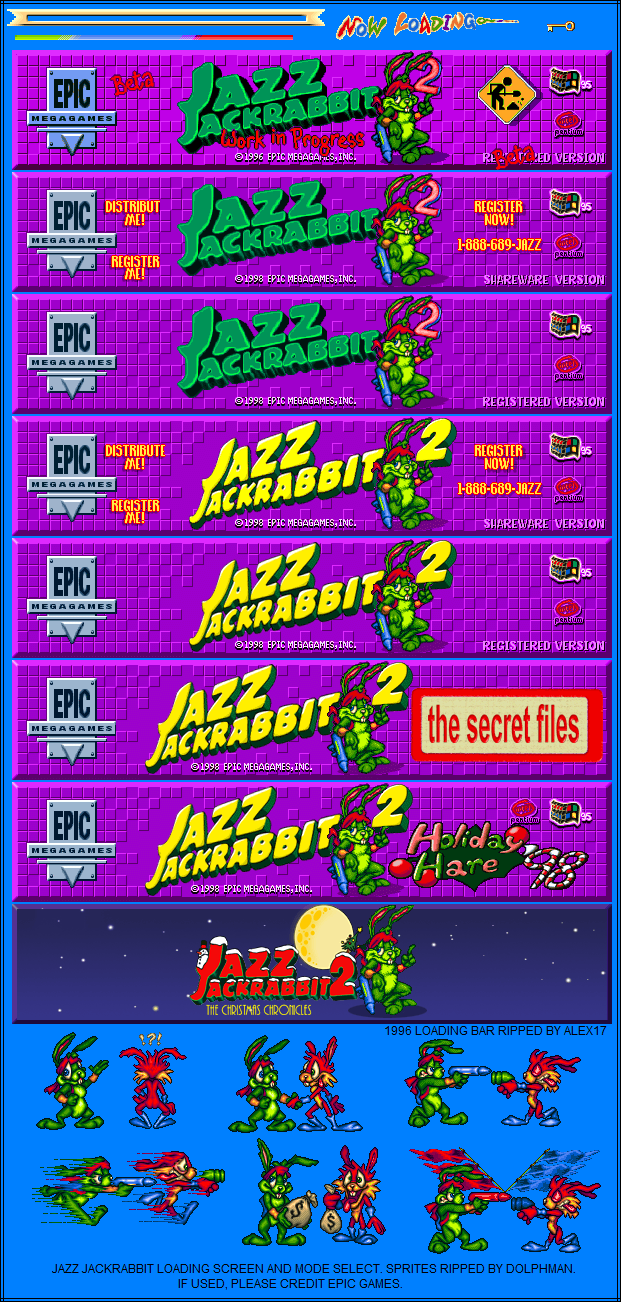 NOW LOADING
EPIC
MEGAGAMES
Beta
JAZZ
JACKRABBIT 2
Work in Progress
©1996 EPIC MEGAGAMES, INC.
95
pentium
Beta
VERSION
EPIC
MEGAGAMES
DISTRIBUT
ME!
REGISTER
ME!
JAZZ
JACKRABBIT 2
©1998 EPIC MEGAGAMES, INC.
REGISTER
NOW!
1-888-689-JAZZ
95
pentium
SHAREWARE VERSION
EPIC
MEGAGAMES
JAZZ
JACKRABBIT 2
©1998 EPIC MEGAGAMES, INC.
95
pentium
REGISTERED VERSION
EPIC
MEGAGAMES
DISTRIBUTE
ME!
REGISTER
ME!
JAZZ
JACKRABBIT 2
©1998 EPIC MEGAGAMES, INC.
REGISTER
NOW!
1-888-689-JAZZ
95
pentium
SHAREWARE VERSION
EPIC
MEGAGAMES
JAZZ
JACKRABBIT 2
©1998 EPIC MEGAGAMES, INC.
95
pentium
REGISTERED VERSION
EPIC
MEGAGAMES
JAZZ
JACKRABBIT 2
©1998 EPIC MEGAGAMES, INC.
the secret files
EPIC
MEGAGAMES
JAZZ
JACKRABBIT 2
©1998 EPIC MEGAGAMES, INC.
pentium
95
Holiday
Hare '98
JAZZ
JACKRABBIT 2
THE CHRISTMAS CHRONICLES
1996 LOADING BAR RIPPED BY ALEX17
!?!
$
$
JAZZ JACKRABBIT LOADING SCREEN AND MODE SELECT. SPRITES RIPPED BY DOLPHMAN.
IF USED, PLEASE CREDIT EPIC GAMES.